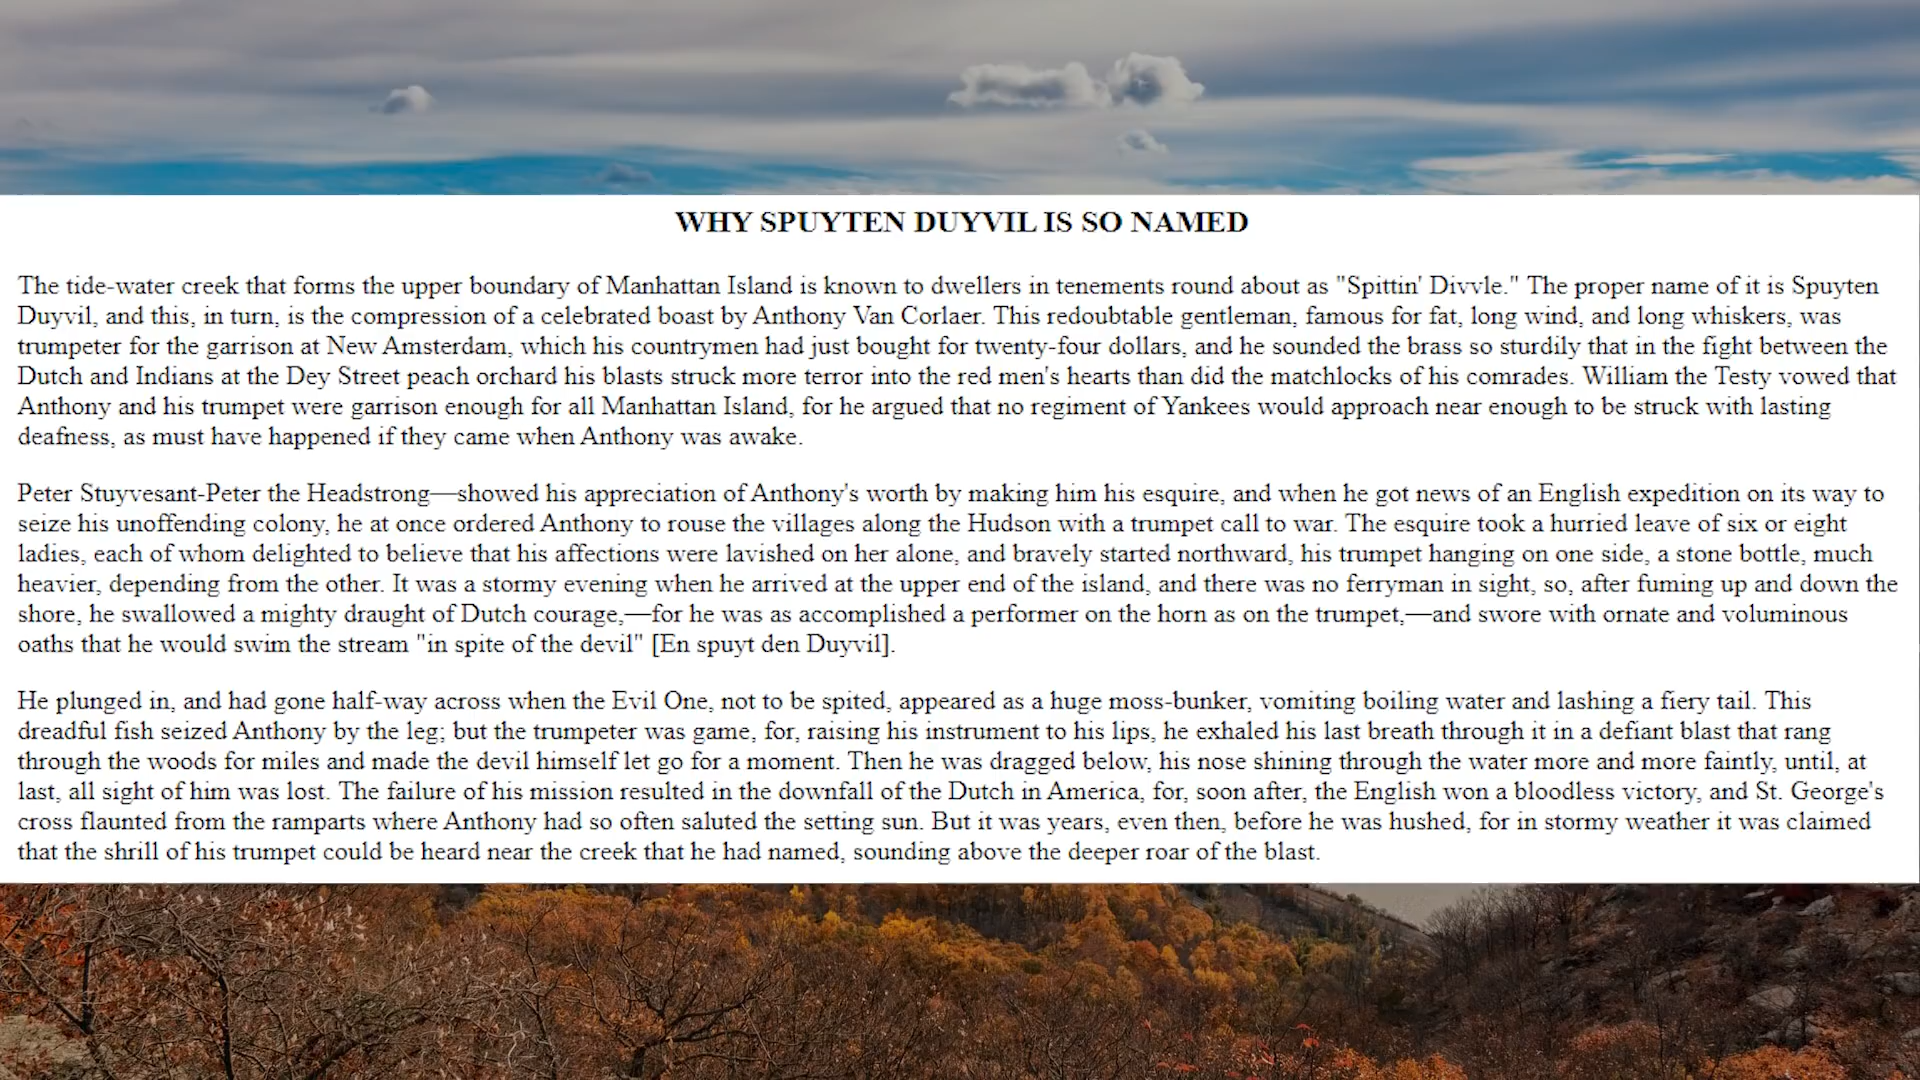 WHY SPUYTEN DUYVIL IS SO NAMED
The tide-water creek that forms the upper boundary of Manhattan Island is known to dwellers in tenements round about as "Spittin' Divvle." The proper name of it is Spuyten
Duyvil, and this, in turn, is the compression of a celebrated boast by Anthony Van Corlaer. This redoubtable gentleman, famous for fat, long wind, and long whiskers, was
trumpeter for the garrison at New Amsterdam, which his countrymen had just bought for twenty-four dollars, and he sounded the brass so sturdily that in the fight between the
Dutch and Indians at the Dey Street peach orchard his blasts struck more terror into the red men's hearts than did the matchlocks of his comrades. William the Testy vowed that
Anthony and his trumpet were garrison enough for all Manhattan Island, for he argued that no regiment of Yankees would approach near enough to be struck with lasting
deafness, as must have happened if they came when Anthony was awake.
Peter Stuyvesant-Peter the Headstrong—showed his appreciation of Anthony's worth by making him his esquire, and when he got news of an English expedition on its way to
seize his unoffending colony, he at once ordered Anthony to rouse the villages along the Hudson with a trumpet call to war. The esquire took a hurried leave of six or eight
ladies, each of whom delighted to believe that his affections were lavished on her alone, and bravely started northward, his trumpet hanging on one side, a stone bottle, much
heavier, depending from the other. It was a stormy evening when he arrived at the upper end of the island, and there was no ferryman in sight, so, after fuming up and down the
shore, he swallowed a mighty draught of Dutch courage,—for he was as accomplished a performer on the horn as on the trumpet,—and swore with ornate and voluminous
oaths that he would swim the stream "in spite of the devil" [En spuyt den Duyvil].
He plunged in, and had gone half-way across when the Evil One, not to be spited, appeared as a huge moss-bunker, vomiting boiling water and lashing a fiery tail. This
dreadful fish seized Anthony by the leg; but the trumpeter was game, for, raising his instrument to his lips, he exhaled his last breath through it in a defiant blast that rang
through the woods for miles and made the devil himself let go for a moment. Then he was dragged below, his nose shining through the water more and more faintly, until, at
last, all sight of him was lost. The failure of his mission resulted in the downfall of the Dutch in America, for, soon after, the English won a bloodless victory, and St. George's
cross flaunted from the ramparts where Anthony had so often saluted the setting sun. But it was years, even then, before he was hushed, for in stormy weather it was claimed
that the shrill of his trumpet could be heard near the creek that he had named, sounding above the deeper roar of the blast.